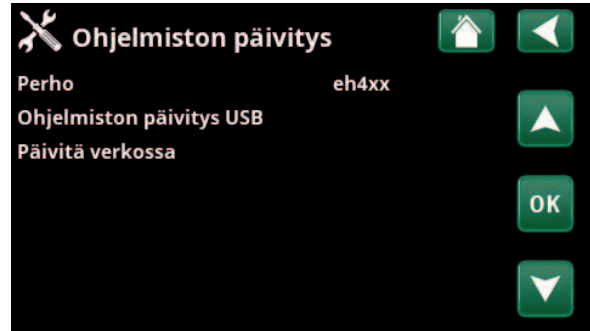 Ohjelmiston päivitys
Perho eh4xx
Ohjelmiston päivitys USB
Päivitä verkossa
OK